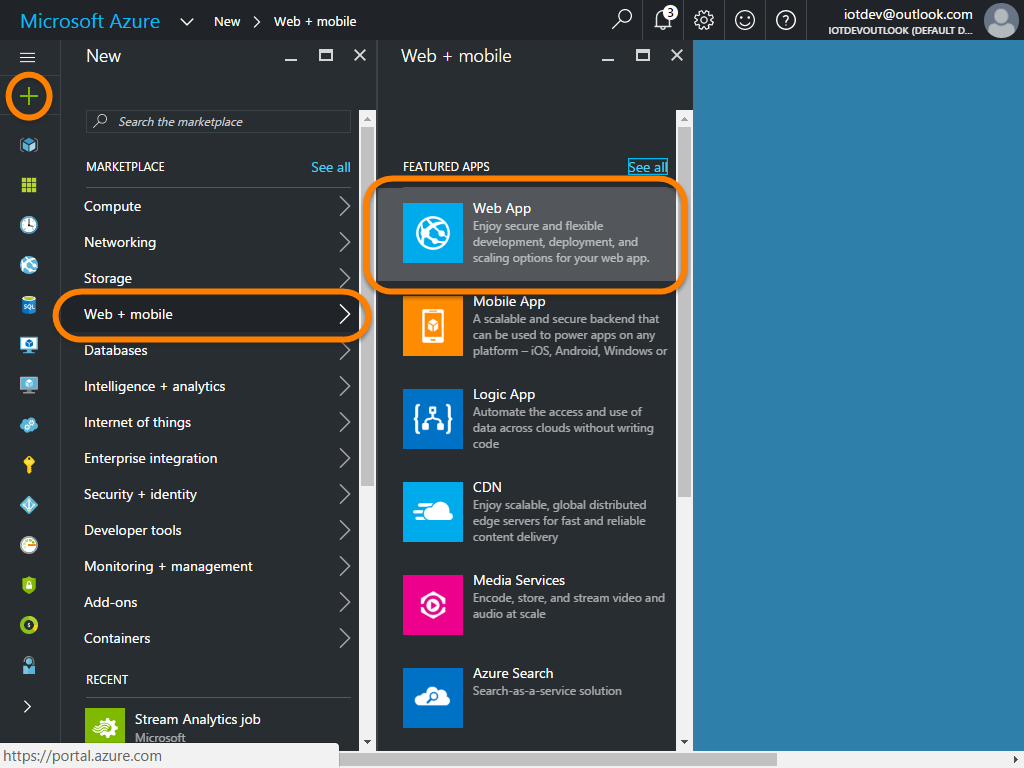 Microsoft Azure New Web + mobile
3
iotdev@outlook.com
IOTDEVOUTLOOK (DEFAULT D...
New
Search the marketplace
MARKETPLACE See all
Compute
Networking
Storage
Web + mobile
Databases
Intelligence + analytics
Internet of things
Enterprise integration
Security + identity
Developer tools
Monitoring + management
Add-ons
Containers
RECENT
Stream Analytics job
Microsoft
Web + mobile
FEATURED APPS See all
Web App
Enjoy secure and flexible
development, deployment, and
scaling options for your web app.
Mobile App
A scalable and secure backend that
can be used to power apps on any
platform – iOS, Android, Windows or
Logic App
Automate the access and use of
data across clouds without writing
code
CDN
Enjoy scalable, global distributed
edge servers for fast and reliable
content delivery
Media Services
Encode, store, and stream video and
audio at scale
Azure Search
Search-as-a-service solution
SQL
https://portal.azure.com